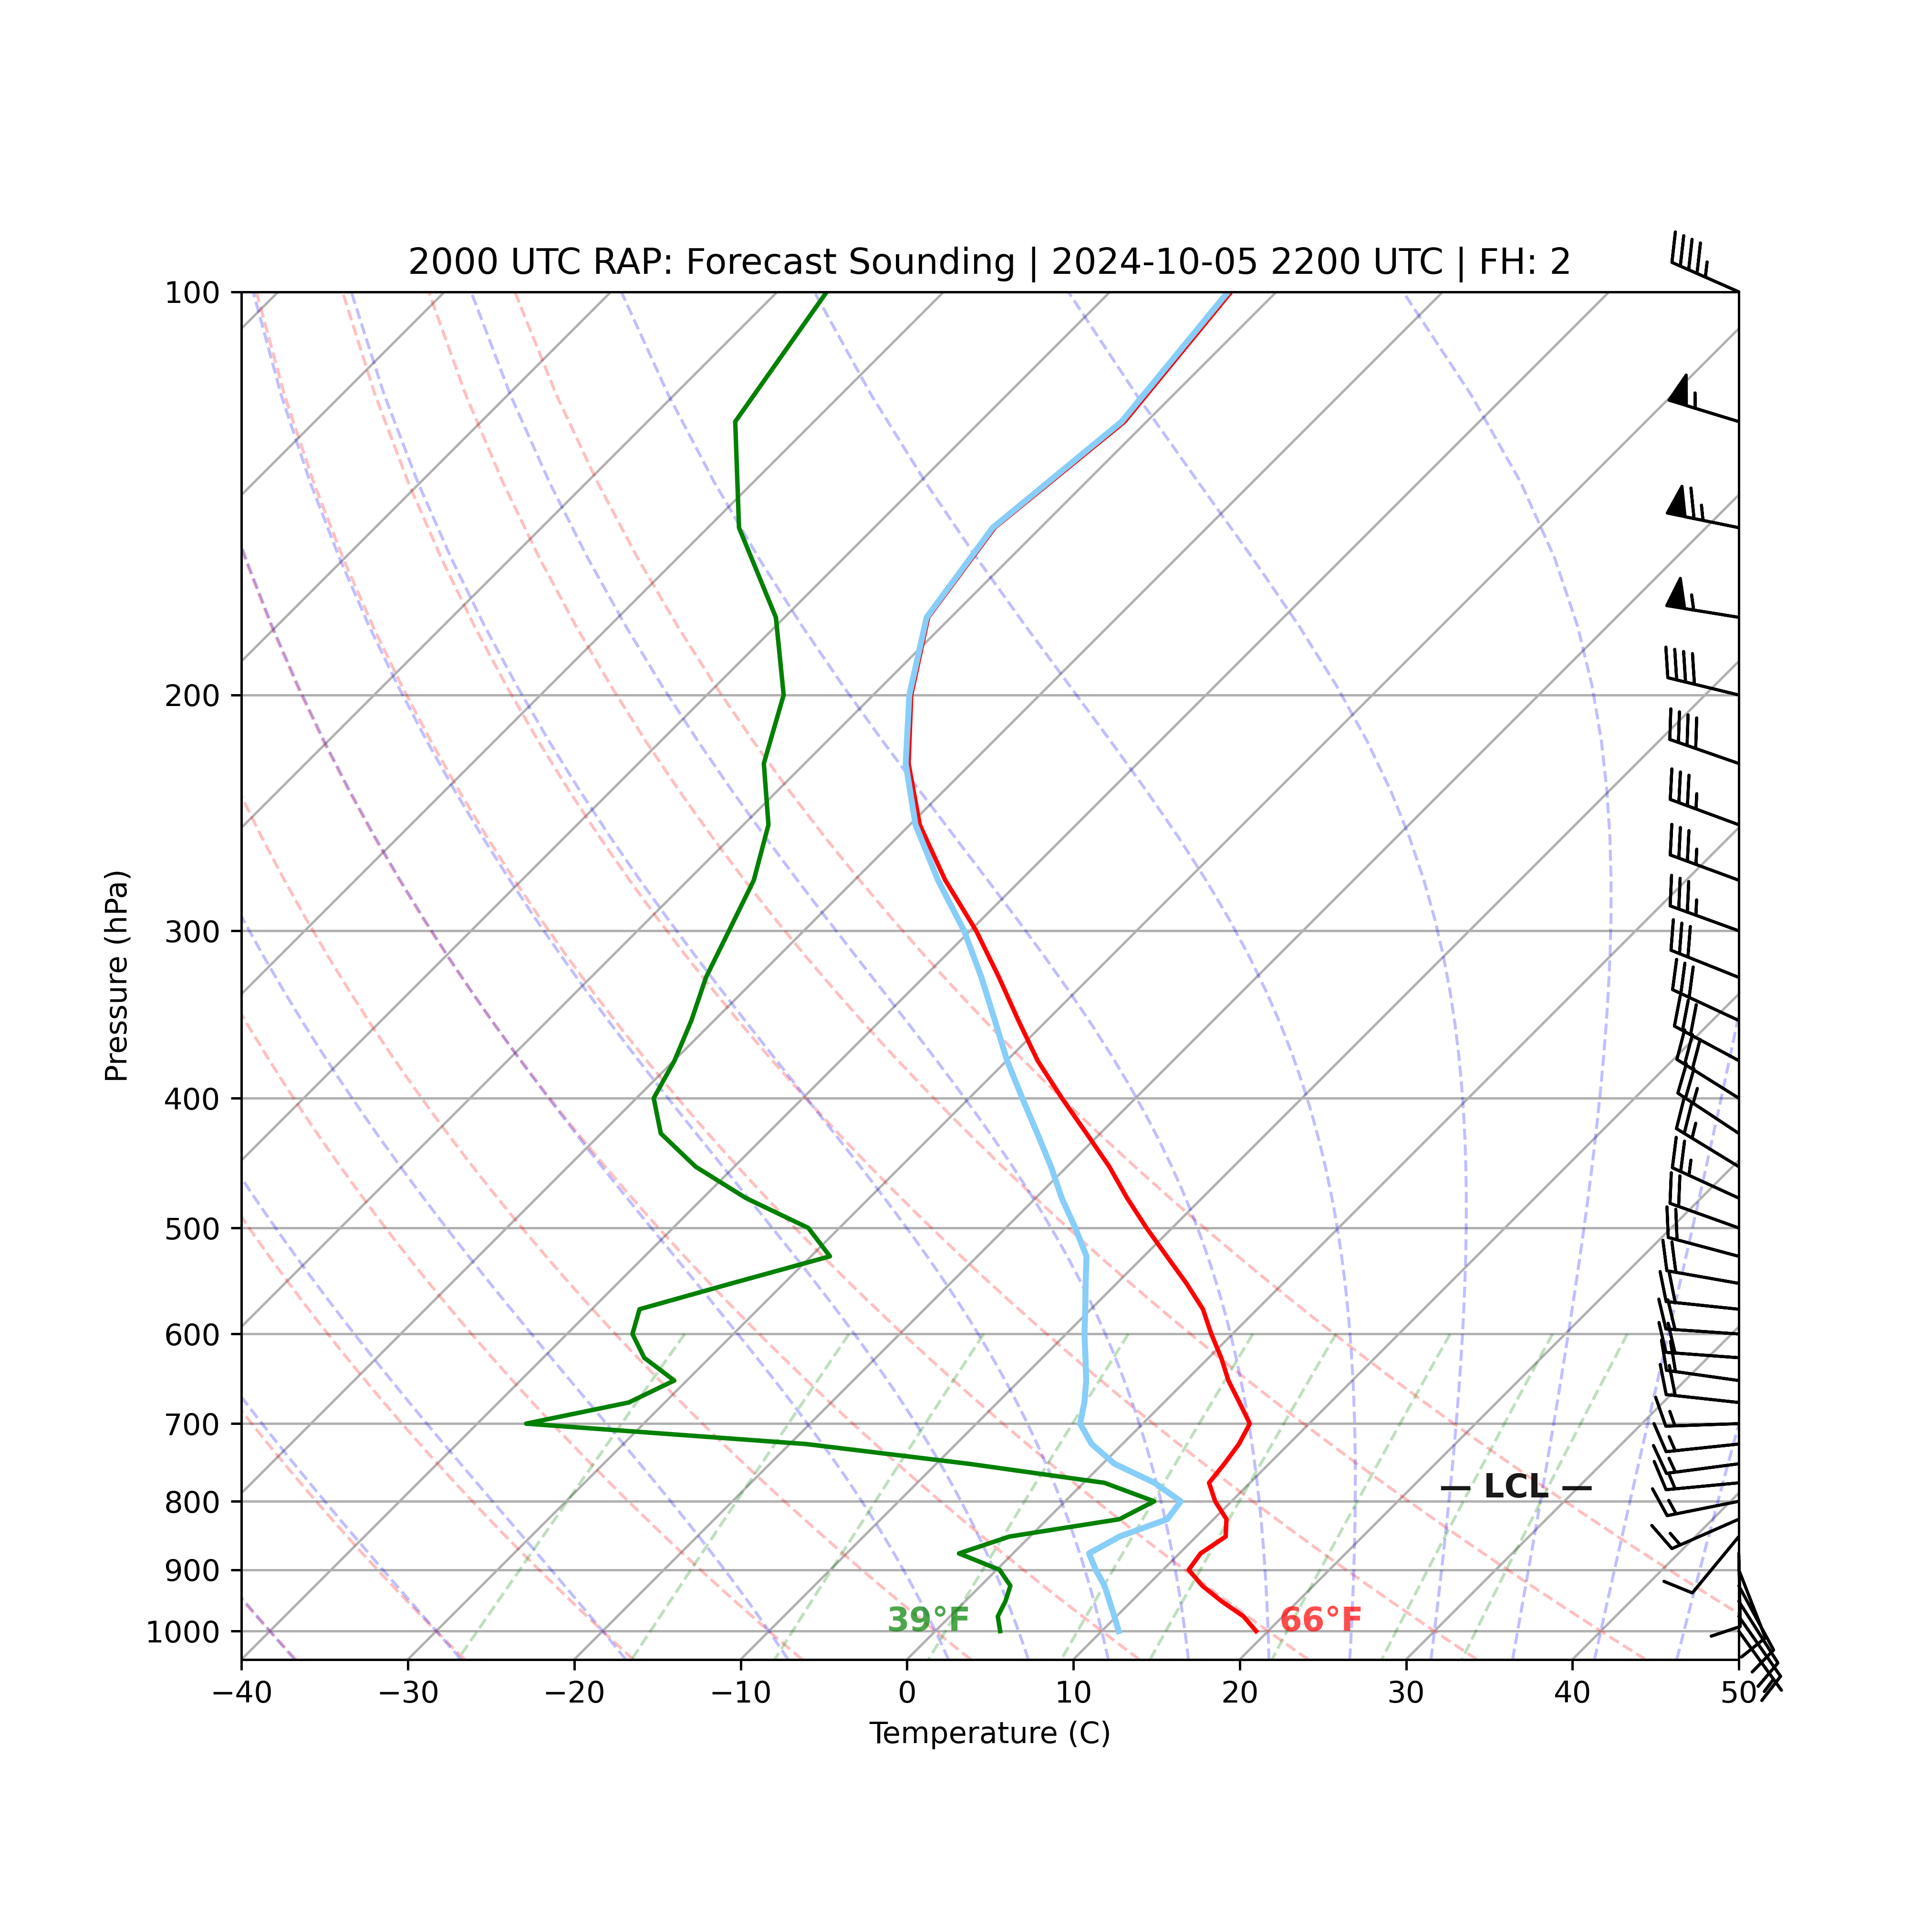 2000 UTC RAP: Forecast Sounding | 2024-10-05 2200 UTC | FH: 2
100
200
300
400
500
600
700
800
900
1000
Pressure (hPa)
— LCL —
39°F
66°F
−40 −30 −20 −10 0 10 20 30 40 50
Temperature (C)